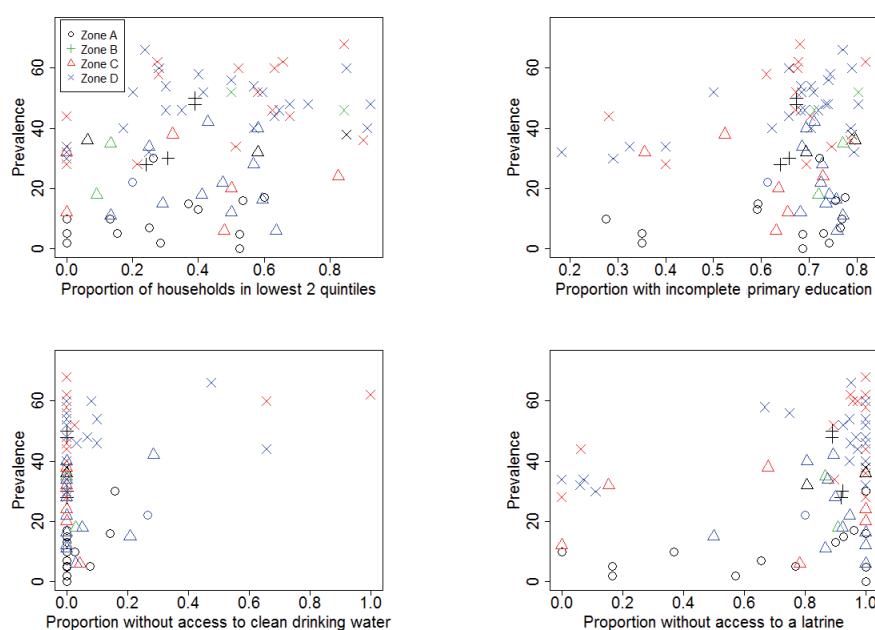 Zone A
Zone B
Zone C
Zone D
Prevalence
0 20 40 60
0.0 0.2 0.4 0.6 0.8
Proportion of households in lowest 2 quintiles
Prevalence
0 20 40 60
0.2 0.3 0.4 0.5 0.6 0.7 0.8
Proportion with incomplete primary education
Prevalence
0 20 40 60
0.0 0.2 0.4 0.6 0.8 1.0
Proportion without access to clean drinking water
Prevalence
0 20 40 60
0.0 0.2 0.4 0.6 0.8 1.0
Proportion without access to a latrine